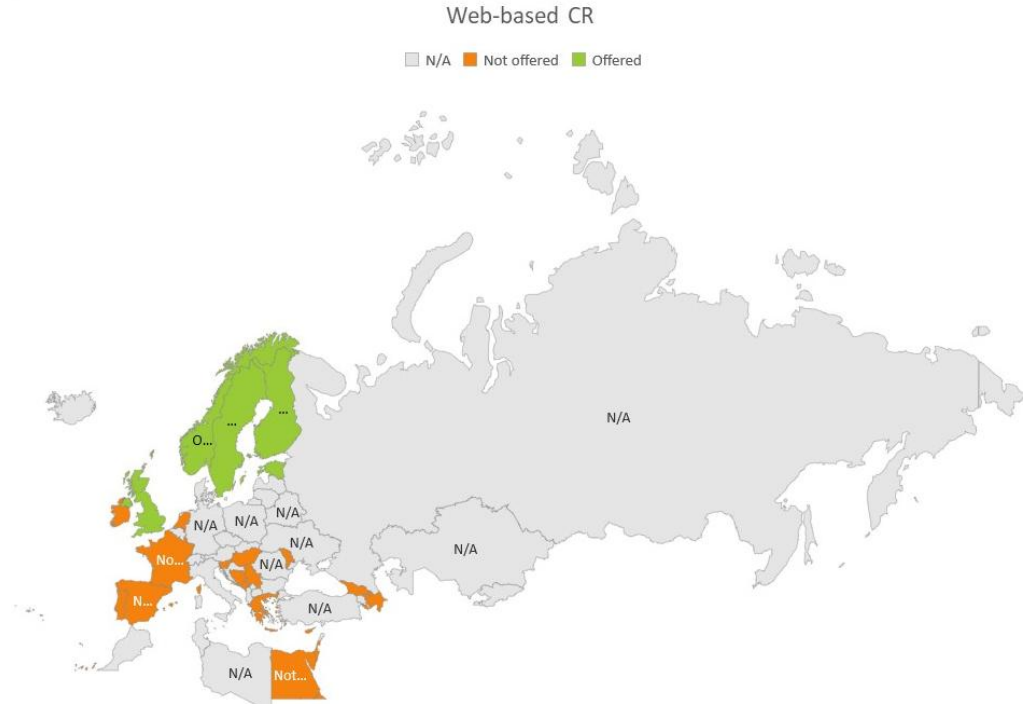 Web-based CR
N/A Not offered Offered
N/A
...
...
O...
N/A
N/A
N/A
N/A
N/A
No...
N/A
N...
N/A
N/A
Not...